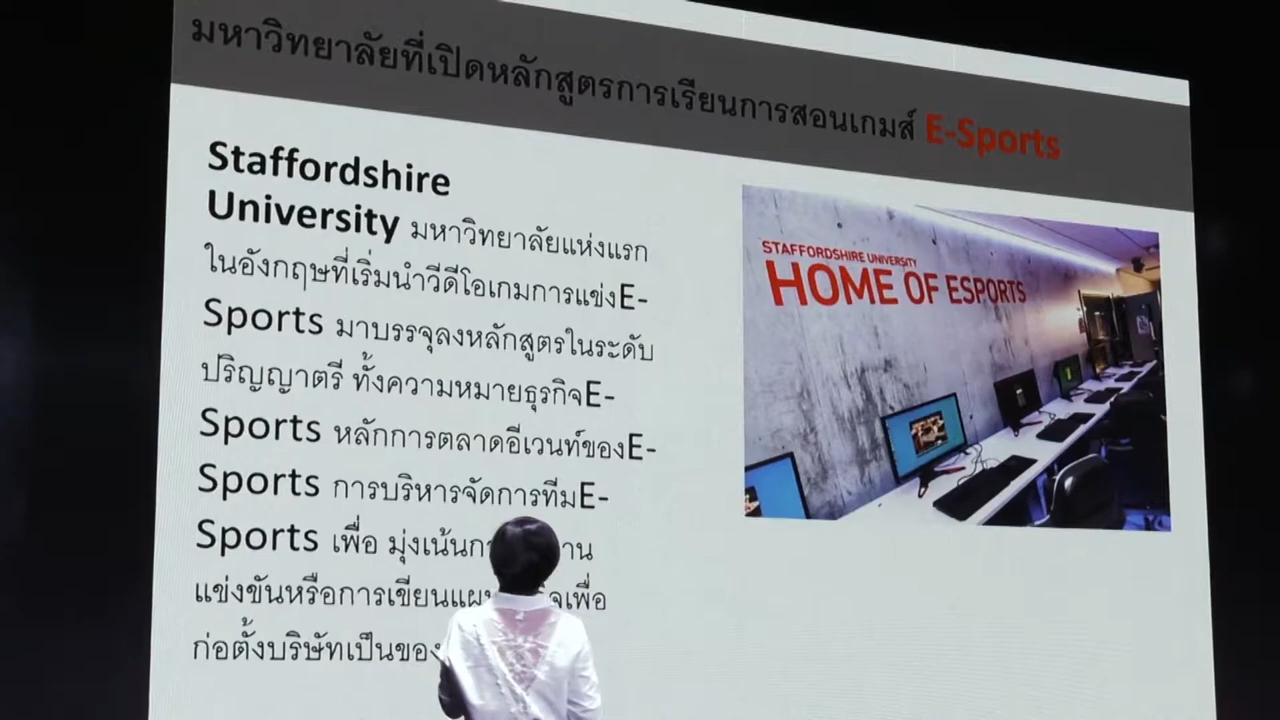 มหาวิทยาลัยที่เปิดหลักสูตรการเรียนการสอนเกมส์ E-Sports
Staffordshire
University มหาวิทยาลัยแห่งแรก
ในอังกฤษที่เริ่มนำวีดีโอเกมการแข่งE-
Sports มาบรรจุลงหลักสูตรในระดับ
ปริญญาตรี ทั้งความหมายธุรกิจE-
Sports หลักการตลาดอีเวนท์ของE-
Sports การบริหารจัดการทีมE-
Sports เพื่อ มุ่งเน้น
แข่งขันหรือการเขียน เพื่อ
ก่อตั้งบริษัทเป็นของ
STAFFORDSHIRE UNIVERSITY
HOME OF ESPORTS